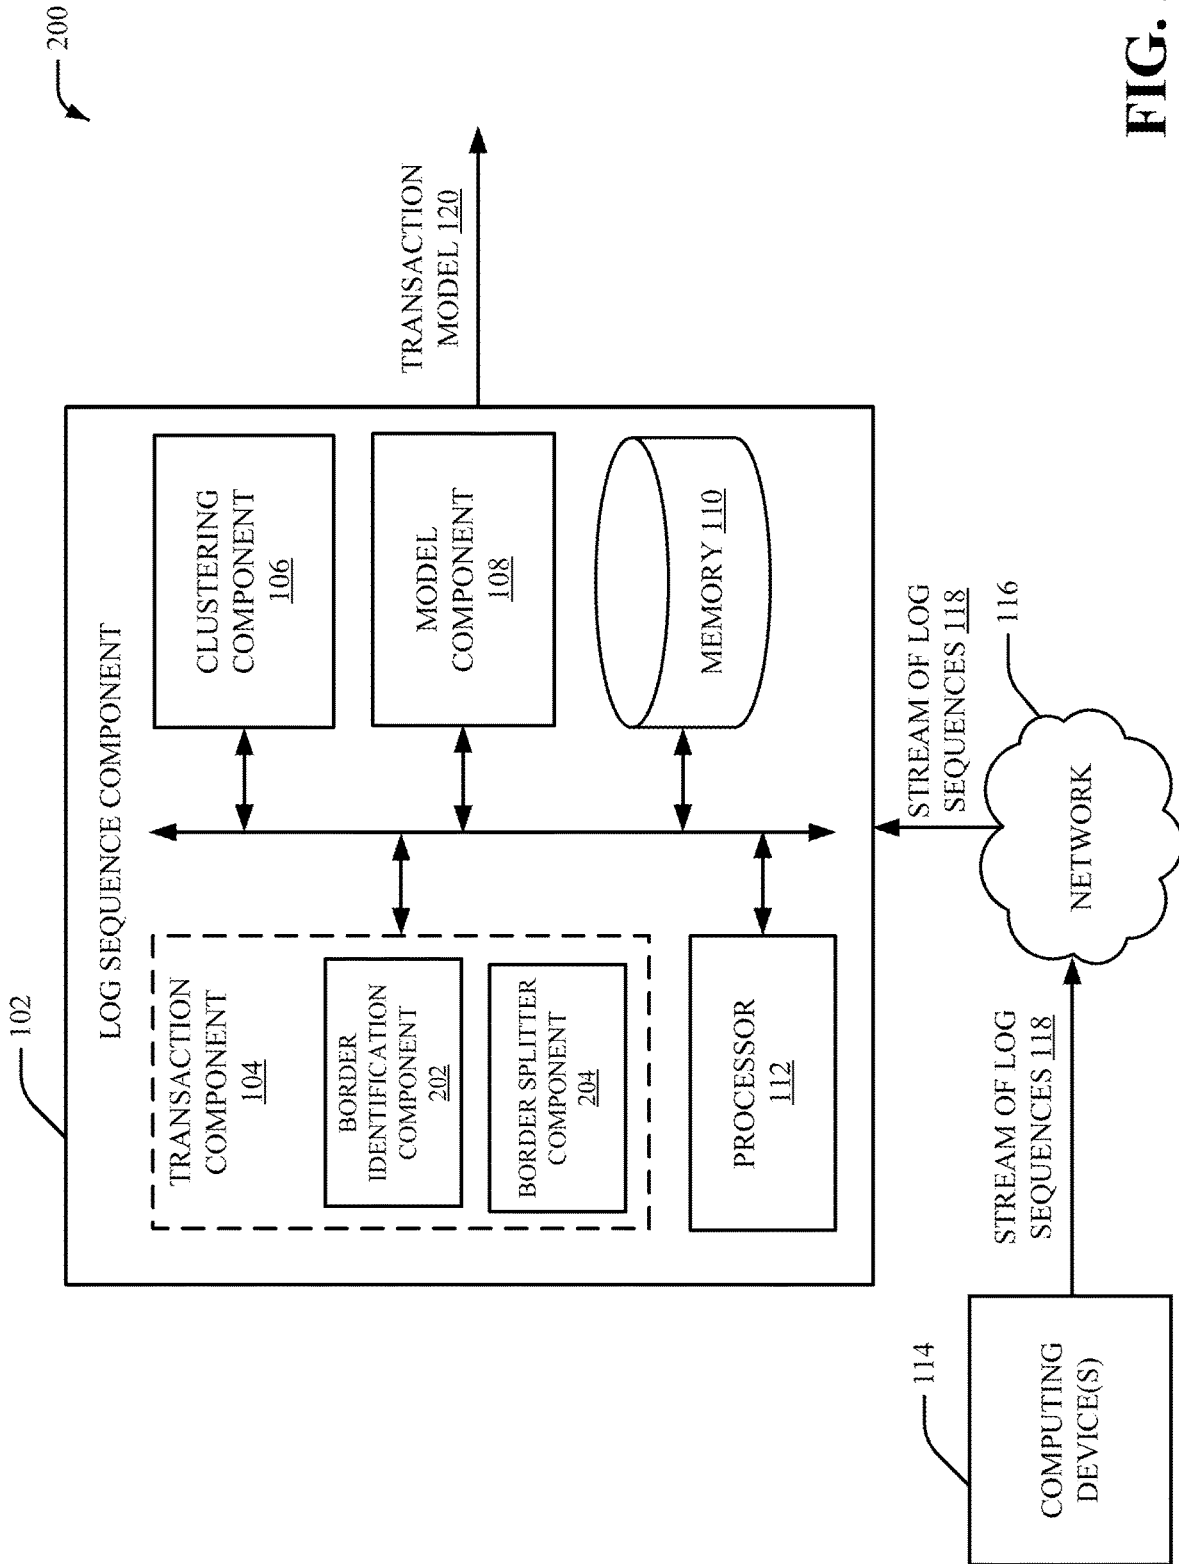 200
102
LOG SEQUENCE COMPONENT
TRANSACTION
COMPONENT
104
BORDER
IDENTIFICATION
COMPONENT
202
BORDER SPLITTER
COMPONENT
204
PROCESSOR
112
CLUSTERING
COMPONENT
106
MODEL
COMPONENT
108
MEMORY 110
TRANSACTION
MODEL 120
114
COMPUTING
DEVICE(S)
STREAM OF LOG
SEQUENCES 118
NETWORK
116
STREAM OF LOG
SEQUENCES 118
FIG.